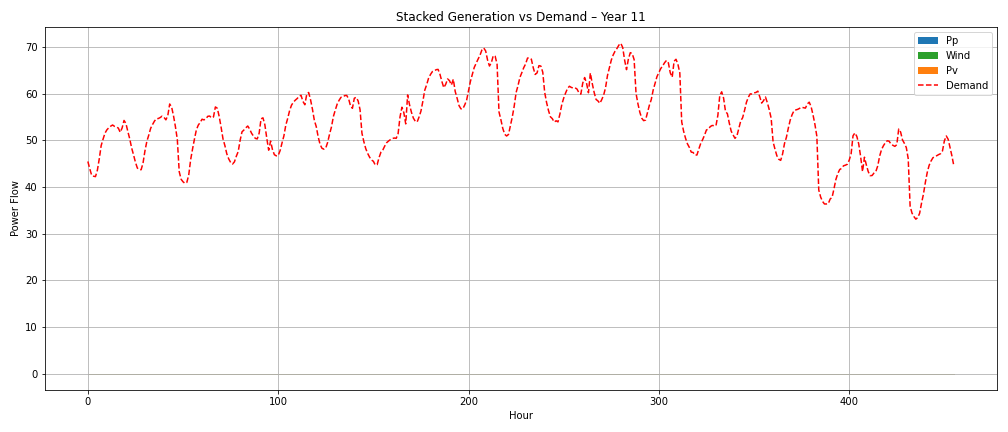 Stacked Generation vs Demand – Year 11
Pp
Wind
Pv
Demand
Power Flow
70
60
50
40
30
20
10
0
0 100 200 300 400
Hour